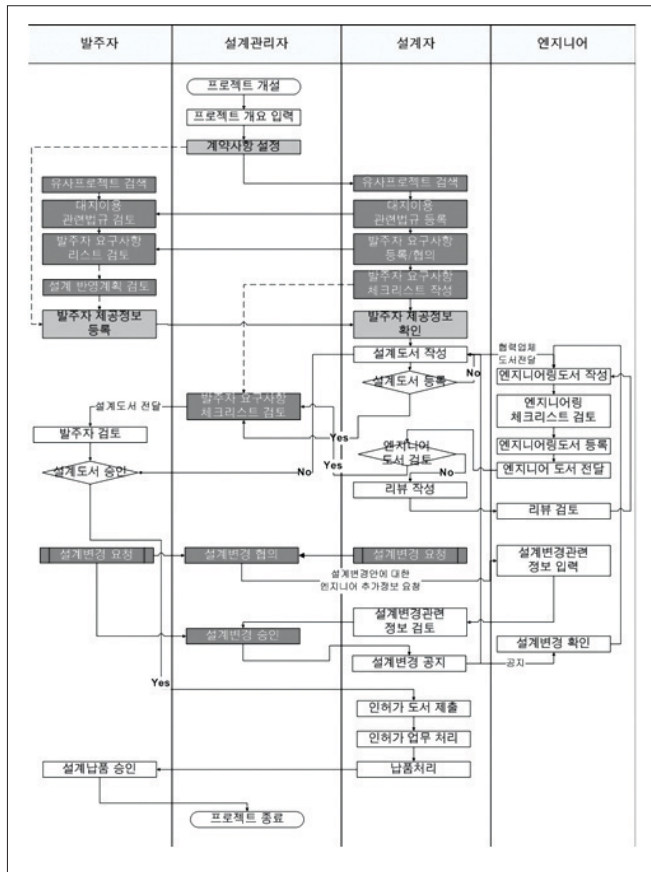 발주자
설계관리자
설계자
엔지니어
프로젝트 개설
프로젝트 개요 입력
계약사항 설정
유사프로젝트 검색
유사프로젝트 검색
대지이용
관련법규 검토
대지이용
관련법규 등록
발주자 요구사항
리스트 검토
발주자 요구사항
등록/협의
설계 반영계획 검토
발주자 요구사항
체크리스트 작성
발주자 제공정보
등록
발주자 제공정보
확인
설계도서 작성
협력업체
도서전달
No
설계도서 등록
엔지니어링도서 작성
설계도서 전달
발주자 요구사항
체크리스트 검토
엔지니어링
체크리스트 검토
발주자 검토
Yes
엔지니어
도서 검토
엔지니어링도서 등록
설계도서 승인
No
Yes
No
엔지니어 도서 전달
리뷰 작성
리뷰 검토
설계변경 요청
설계변경 협의
설계변경 요청
설계변경관련
정보 입력
설계변경안에 대한
엔지니어 추가정보 요청
설계변경관련
정보 검토
설계변경 승인
설계변경 확인
설계변경 공지
공지
Yes
인허가 도서 제출
인허가 업무 처리
설계납품 승인
납품처리
프로젝트 종료